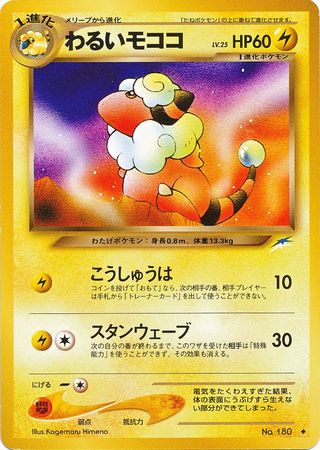 1進化
メリープから進化
「たねポケモン」の上に重ねて進化させます。
わるいモココ
LV.25
HP60
1進化ポケモン
わたげポケモン:身長0.8m、体重13.3kg
こうしゅうは
10
コインを投げて「おもて」なら、次の相手の番、相手プレイヤー
は手札から「トレーナーカード」を出して使うことができない。
スタンウェーブ
30
次の自分の番が終わるまで、このワザを受けた相手は「特殊
能力」を使うことができず、その効果も消える。
にげる
弱点
抵抗力
電気をたくわえすぎた結果、
体の表面にうぶげすら生えな
い部分ができてしまった。
Illus.Kagemaru Himeno
No. 180